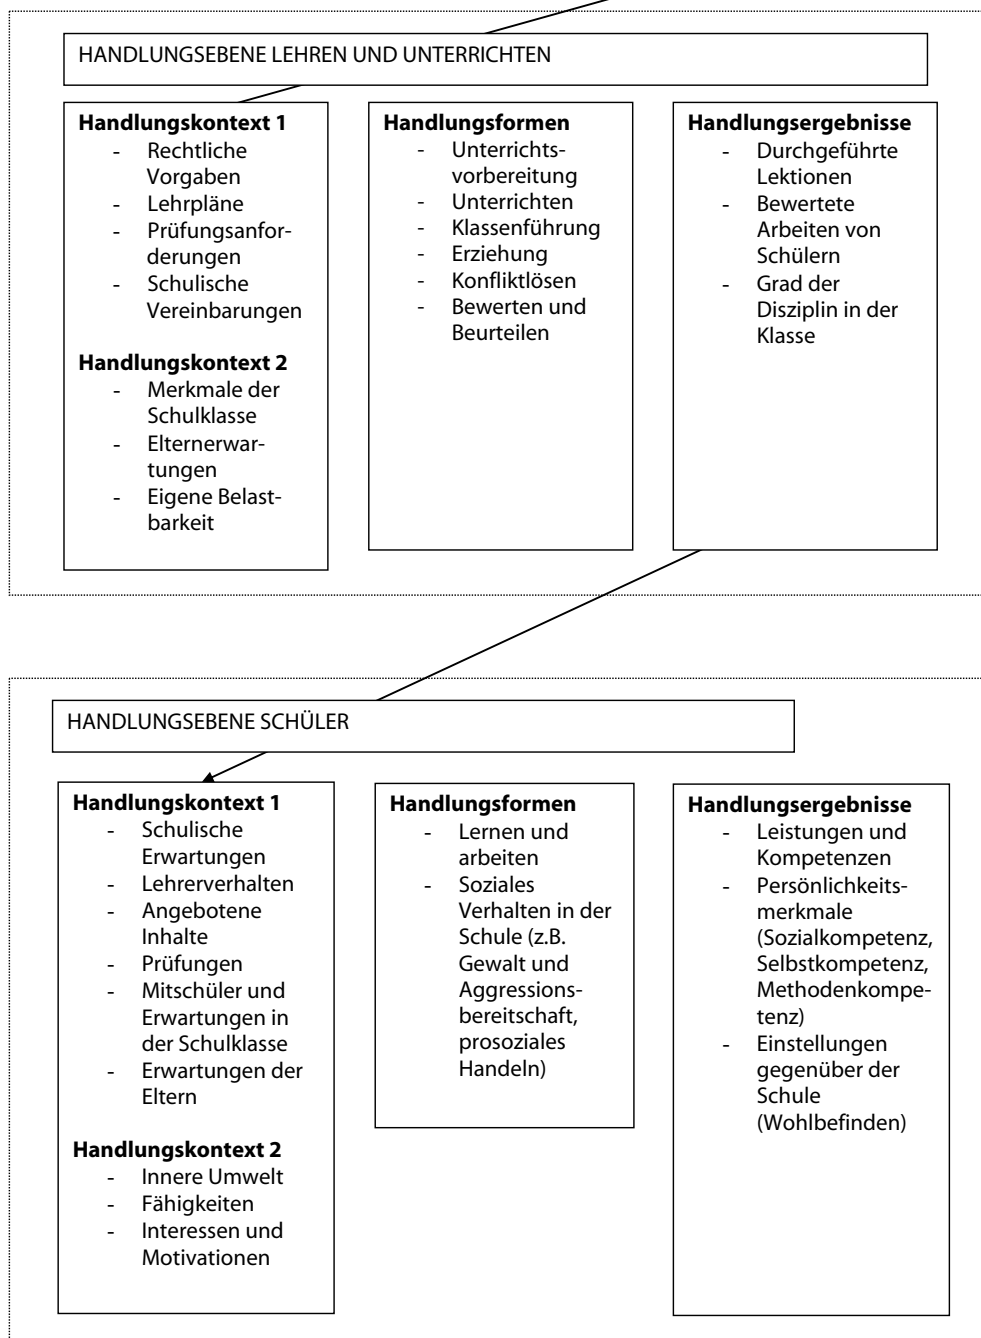 HANDLUNGSEBENE LEHREN UND UNTERRICHTEN
Handlungskontext 1
- Rechtliche
Vorgaben
- Lehrpläne
- Prüfungsanfor-
derungen
- Schulische
Vereinbarungen
Handlungskontext 2
- Merkmale der
Schulklasse
- Elternerwar-
tungen
- Eigene Belast-
barkeit
Handlungsformen
- Unterrichts-
vorbereitung
- Unterrichten
- Klassenführung
- Erziehung
- Konfliktlösen
- Bewerten und
Beurteilen
Handlungsergebnisse
- Durchgeführte
Lektionen
- Bewertete
Arbeiten von
Schülern
- Grad der
Disziplin in der
Klasse
HANDLUNGSEBENE SCHÜLER
Handlungskontext 1
- Schulische
Erwartungen
- Lehrerverhalten
- Angebotene
Inhalte
- Prüfungen
- Mitschüler und
Erwartungen in
der Schulklasse
- Erwartungen der
Eltern
Handlungskontext 2
- Innere Umwelt
- Fähigkeiten
- Interessen und
Motivationen
Handlungsformen
- Lernen und
arbeiten
- Soziales
Verhalten in der
Schule (z.B.
Gewalt und
Aggressions-
bereitschaft,
prosoziales
Handeln)
Handlungsergebnisse
- Leistungen und
Kompetenzen
- Persönlichkeits-
merkmale
(Sozialkompetenz,
Selbstkompetenz,
Methodenkompe-
tenz)
- Einstellungen
gegenüber der
Schule
(Wohlbefinden)